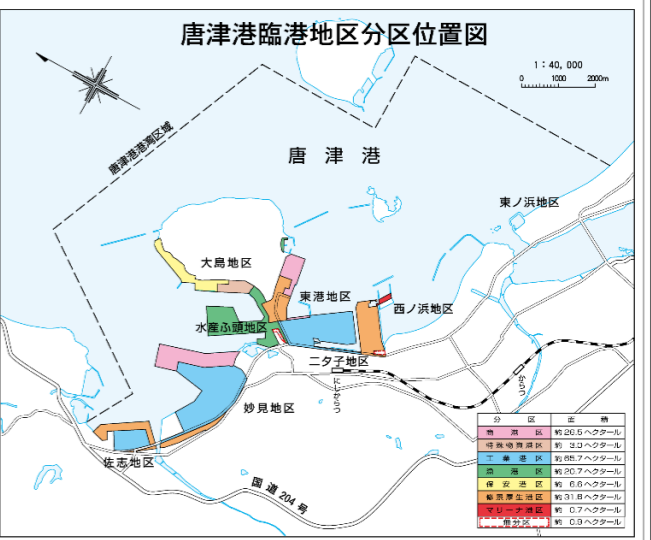 唐津港臨港地区分区位置図
1:40,000
0 1000 2000m
唐津港港湾区域
唐津港
東ノ浜地区
大島地区
東港地区
西ノ浜地区
水産ふ頭地区
二タ子地区
にしからつ
からつ
妙見地区
佐志地区
国道204号
分区 面積
商港区 約26.5ヘクタール
特殊物資港区 約3.0ヘクタール
工業港区 約65.7ヘクタール
漁港区 約20.7ヘクタール
保安港区 約6.6ヘクタール
修景厚生港区 約31.8ヘクタール
マリーナ港区 約0.7ヘクタール
無分区 約0.9ヘクタール